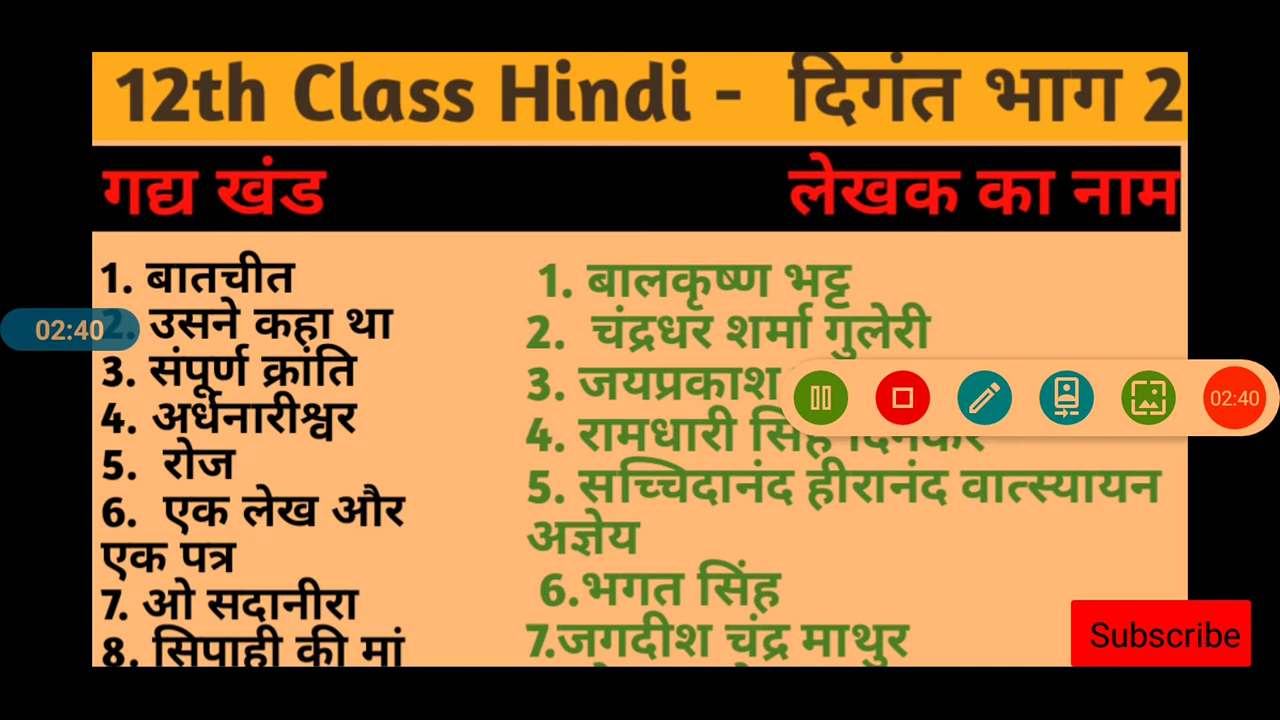 12th Class Hindi - दिगंत भाग 2
गद्य खंड
लेखक का नाम
1. बातचीत
2. उसने कहा था
3. संपूर्ण क्रांति
4. अर्धनारीश्वर
5. रोज
6. एक लेख और
एक पत्र
7. ओ सदानीरा
8. सिपाही की मां
1. बालकृष्ण भट्ट
2. चंद्रधर शर्मा गुलेरी
3. जयप्रकाश
4. रामधारी सिंह दिनकर
5. सच्चिदानंद हीरानंद वात्स्यायन
अज्ञेय
6.भगत सिंह
7.जगदीश चंद्र माथुर
02:40
02:40
Subscribe